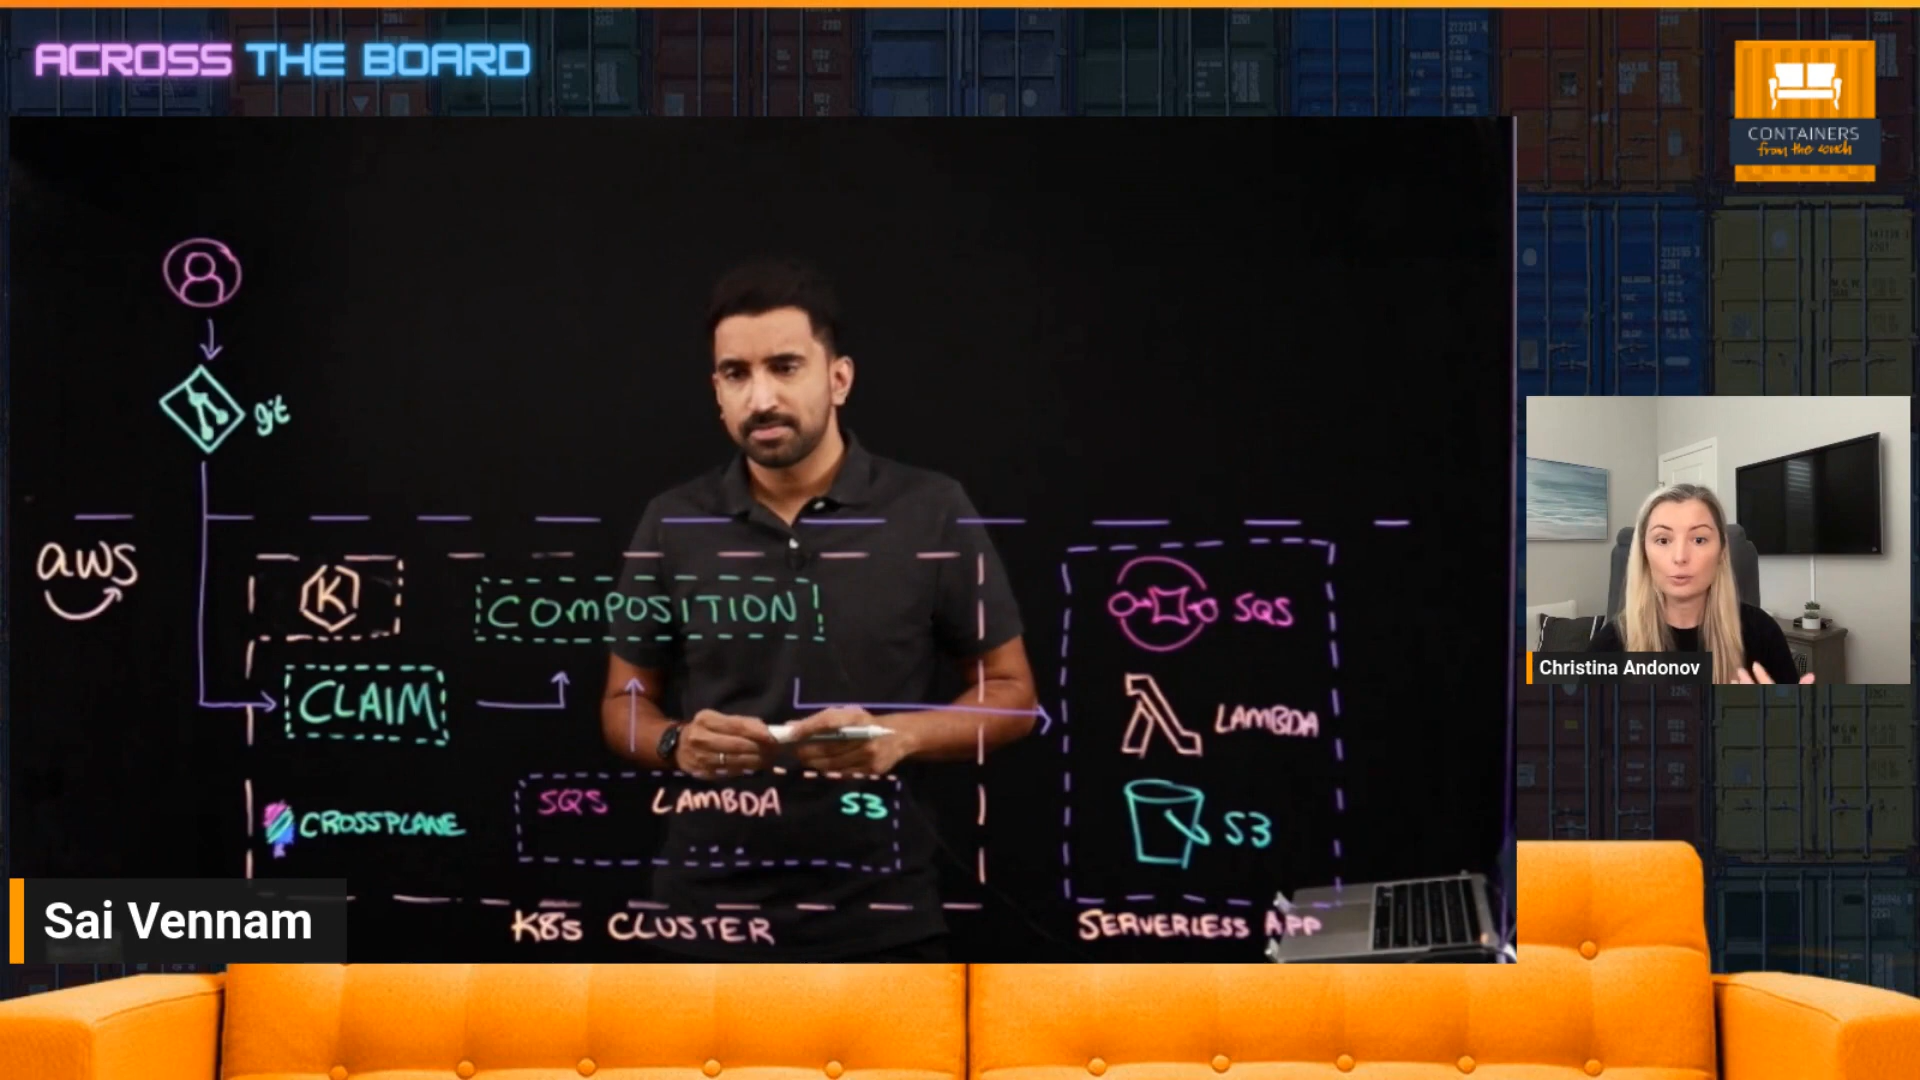 ACROSS THE BOARD
CONTAINERS
from the couch
git
aws
K
COMPOSITION
SQS
CLAIM
LAMBDA
SQS LAMBDA S3
...
CROSSPLANE
S3
K8s CLUSTER
SERVERLESS APP
Sai Vennam
Christina Andonov